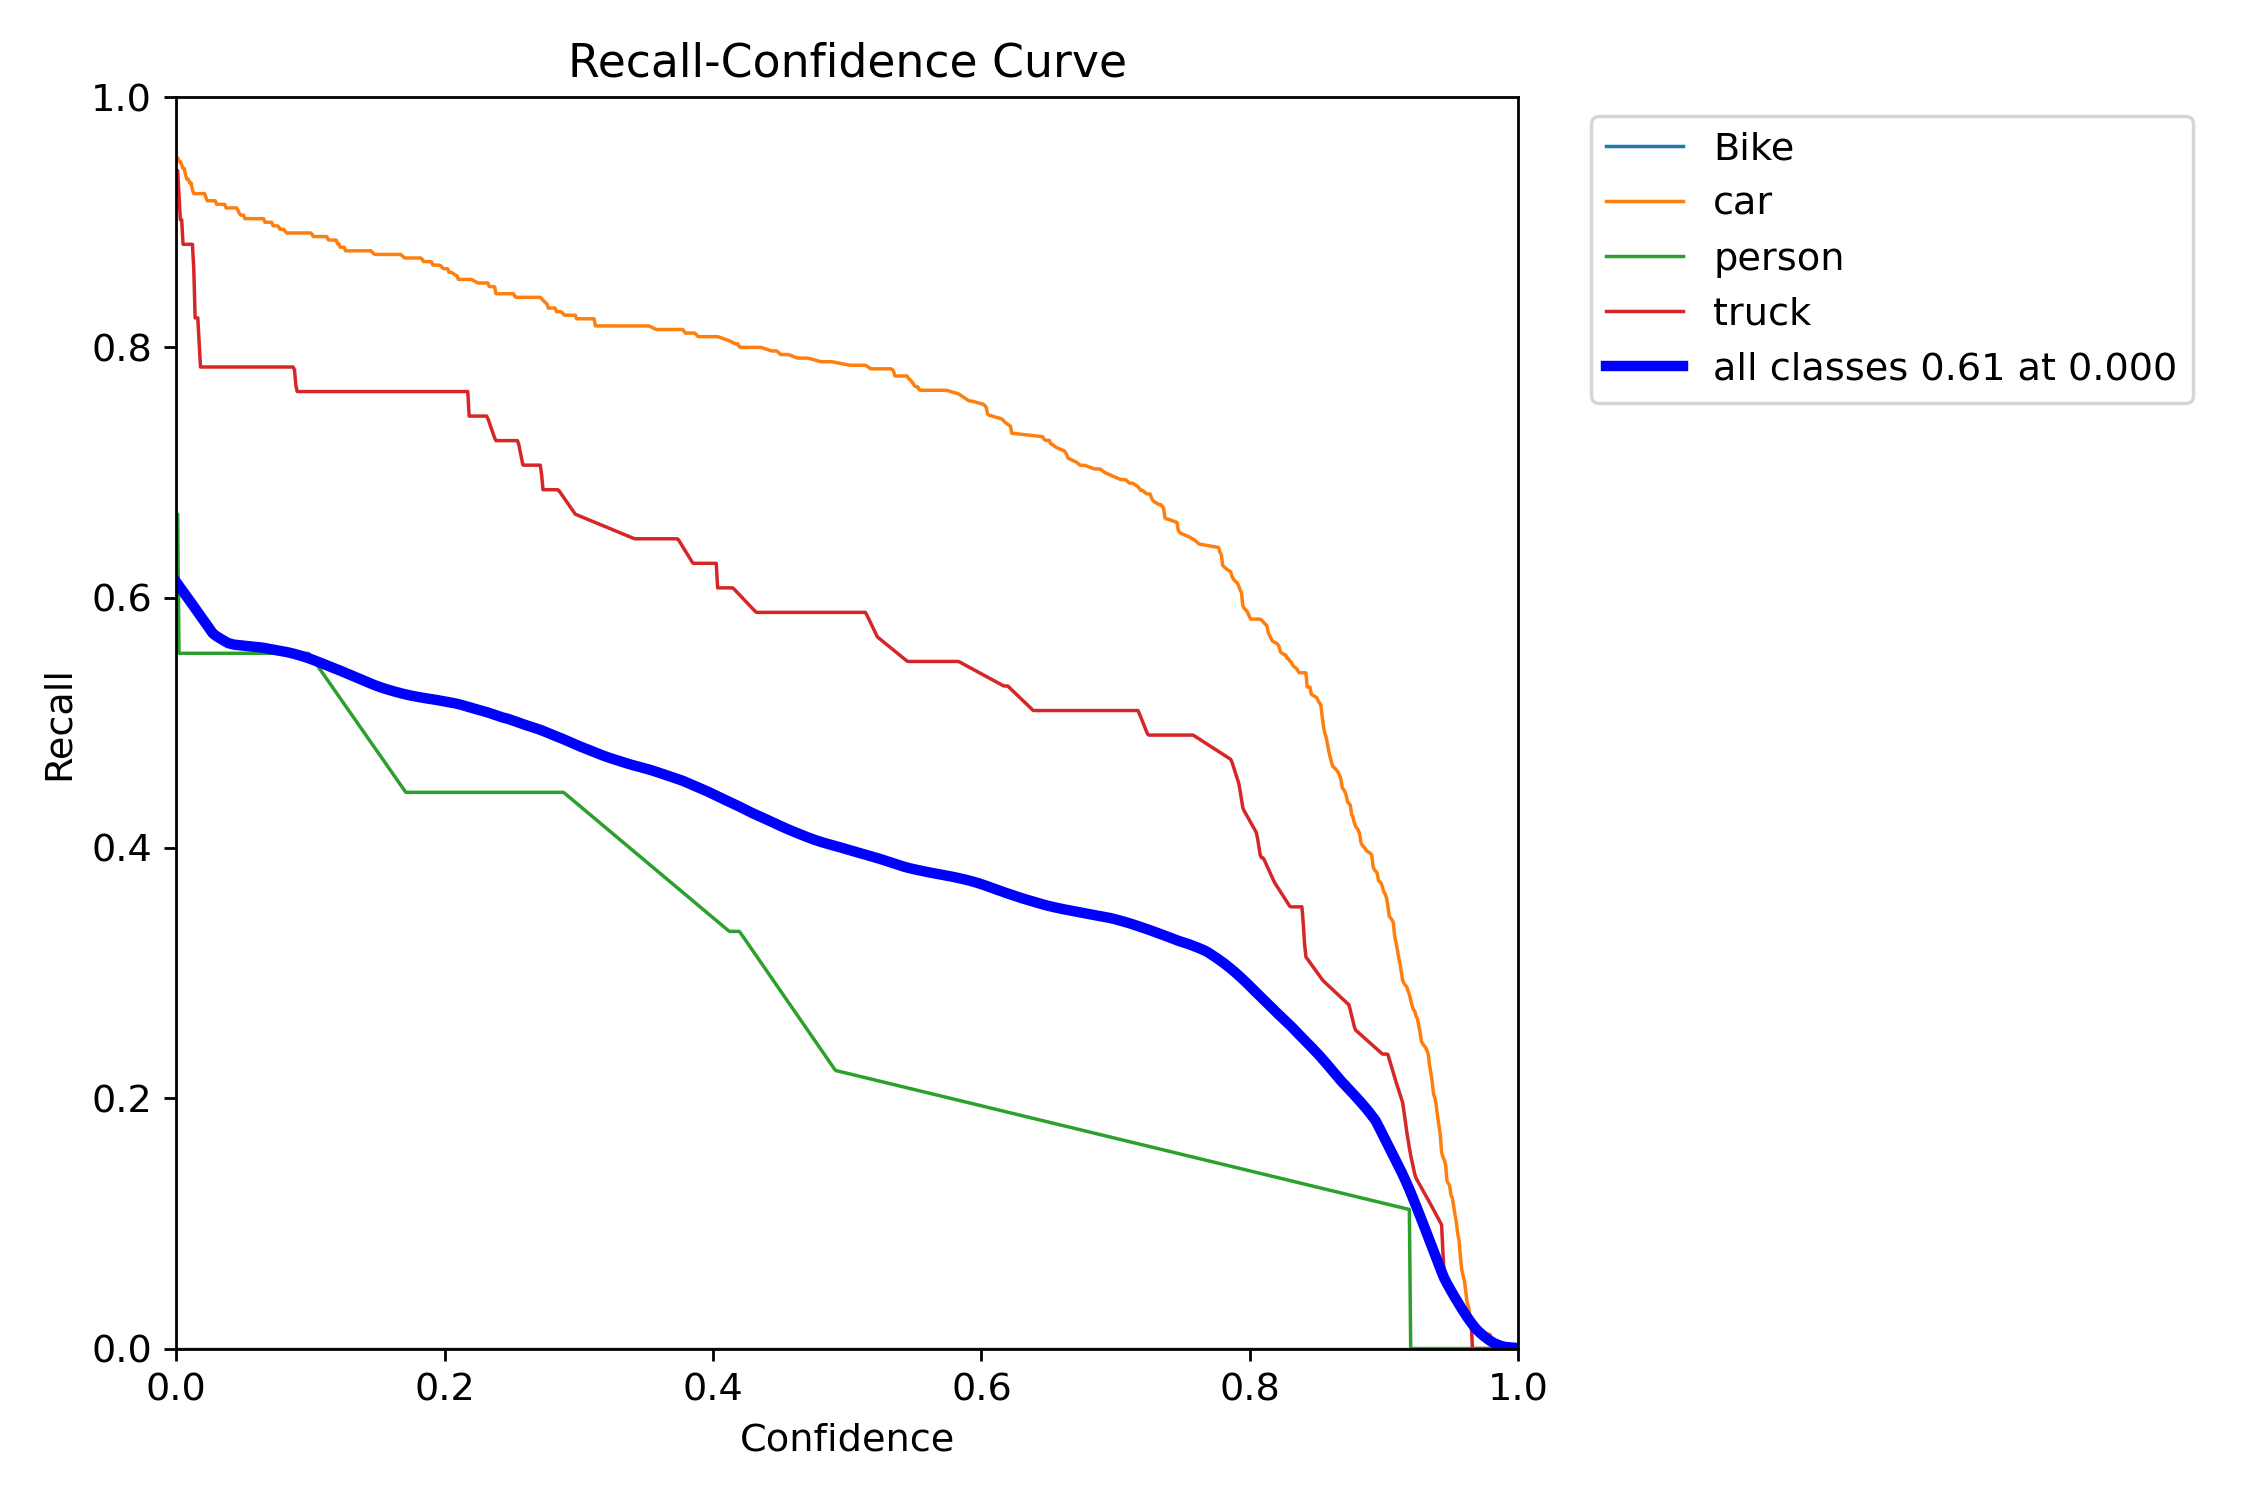 Recall-Confidence Curve
1.0
0.8
0.6
0.4
0.2
0.0
Recall
0.0 0.2 0.4 0.6 0.8 1.0
Confidence
Bike
car
person
truck
all classes 0.61 at 0.000